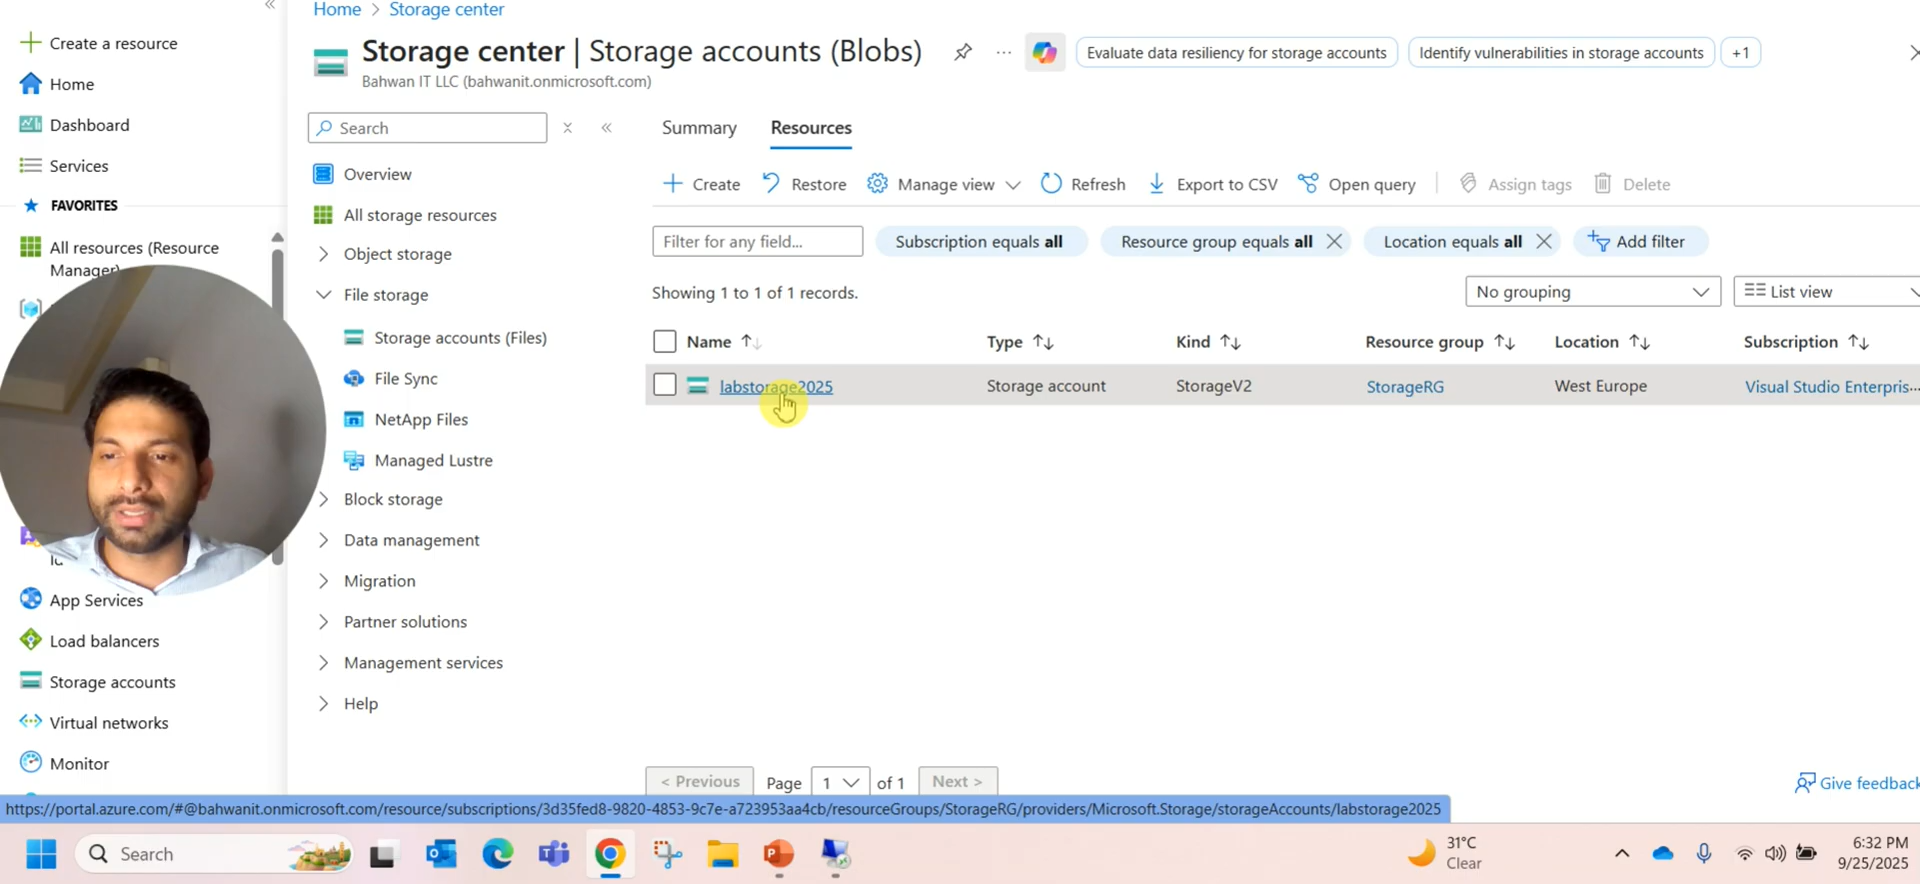 Home > Storage center
Storage center | Storage accounts (Blobs)
Bahwan IT LLC (bahwanit.onmicrosoft.com)
Evaluate data resiliency for storage accounts
Identify vulnerabilities in storage accounts
+1
Create a resource
Home
Dashboard
Services
FAVORITES
All resources (Resource
Manager)
App Services
Load balancers
Storage accounts
Virtual networks
Monitor
Search
Overview
All storage resources
Object storage
File storage
Storage accounts (Files)
File Sync
NetApp Files
Managed Lustre
Block storage
Data management
Migration
Partner solutions
Management services
Help
Summary Resources
Create Restore Manage view Refresh Export to CSV Open query Assign tags Delete
Filter for any field... Subscription equals all Resource group equals all Location equals all Add filter
Showing 1 to 1 of 1 records. No grouping List view
Name Type Kind Resource group Location Subscription
labstorage2025 Storage account StorageV2 StorageRG West Europe Visual Studio Enterpris...
< Previous Page 1 of 1 Next >
Give feedback
https://portal.azure.com/#@bahwanit.onmicrosoft.com/resource/subscriptions/3d35fed8-9820-4853-9c7e-a723953aa4cb/resourceGroups/StorageRG/providers/Microsoft.Storage/storageAccounts/labstorage2025
Search
31°C
Clear
6:32 PM
9/25/2025